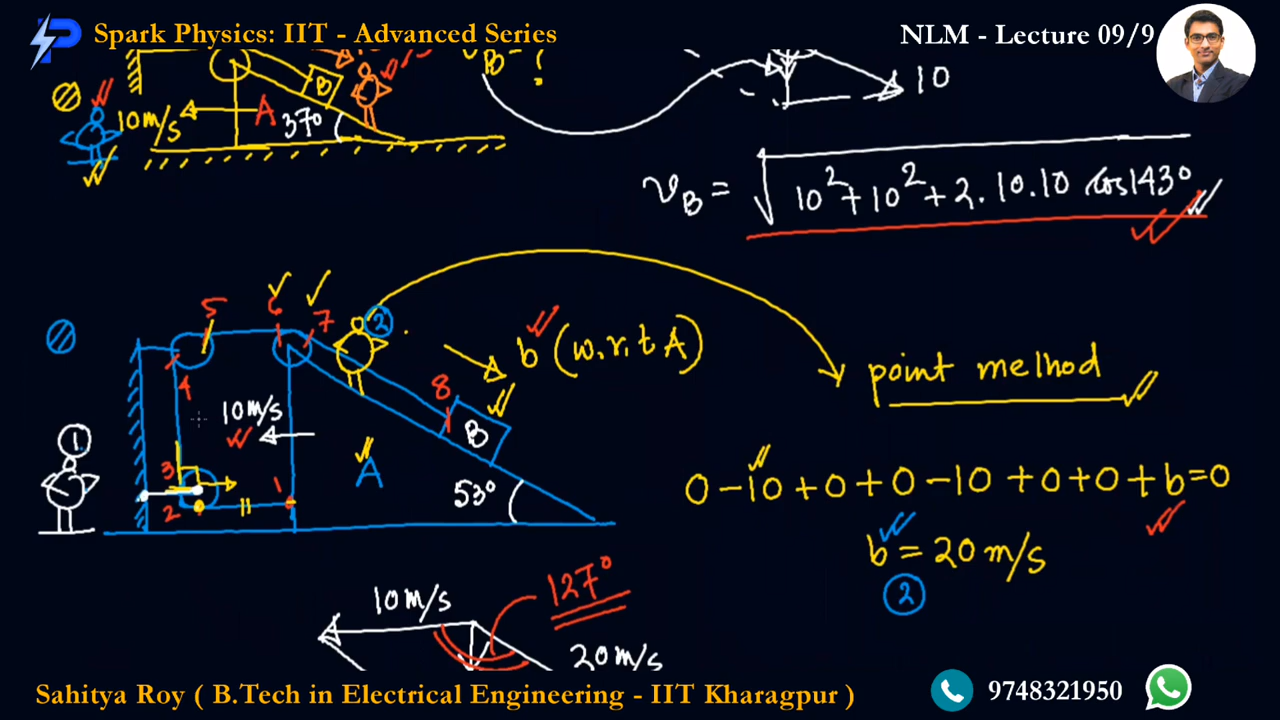 Spark Physics: IIT - Advanced Series
NLM - Lecture 09/9
B
10m/s
A
37°
10
v_B = √(10² + 10² + 2.10.10 cos143°)
5
6
7
2
b (w.r.t A)
point method
4
8
10m/s
B
1
3
1
A
53°
2
0 - 10 + 0 + 0 - 10 + 0 + 0 + b = 0
b = 20 m/s
2
127°
10m/s
20m/s
Sahitya Roy ( B.Tech in Electrical Engineering - IIT Kharagpur )
9748321950